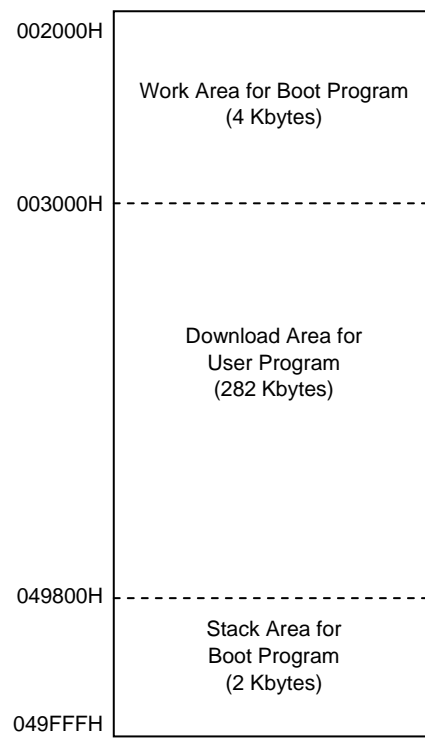 002000H
Work Area for Boot Program
(4 Kbytes)
003000H
Download Area for
User Program
(282 Kbytes)
049800H
Stack Area for
Boot Program
(2 Kbytes)
049FFFH